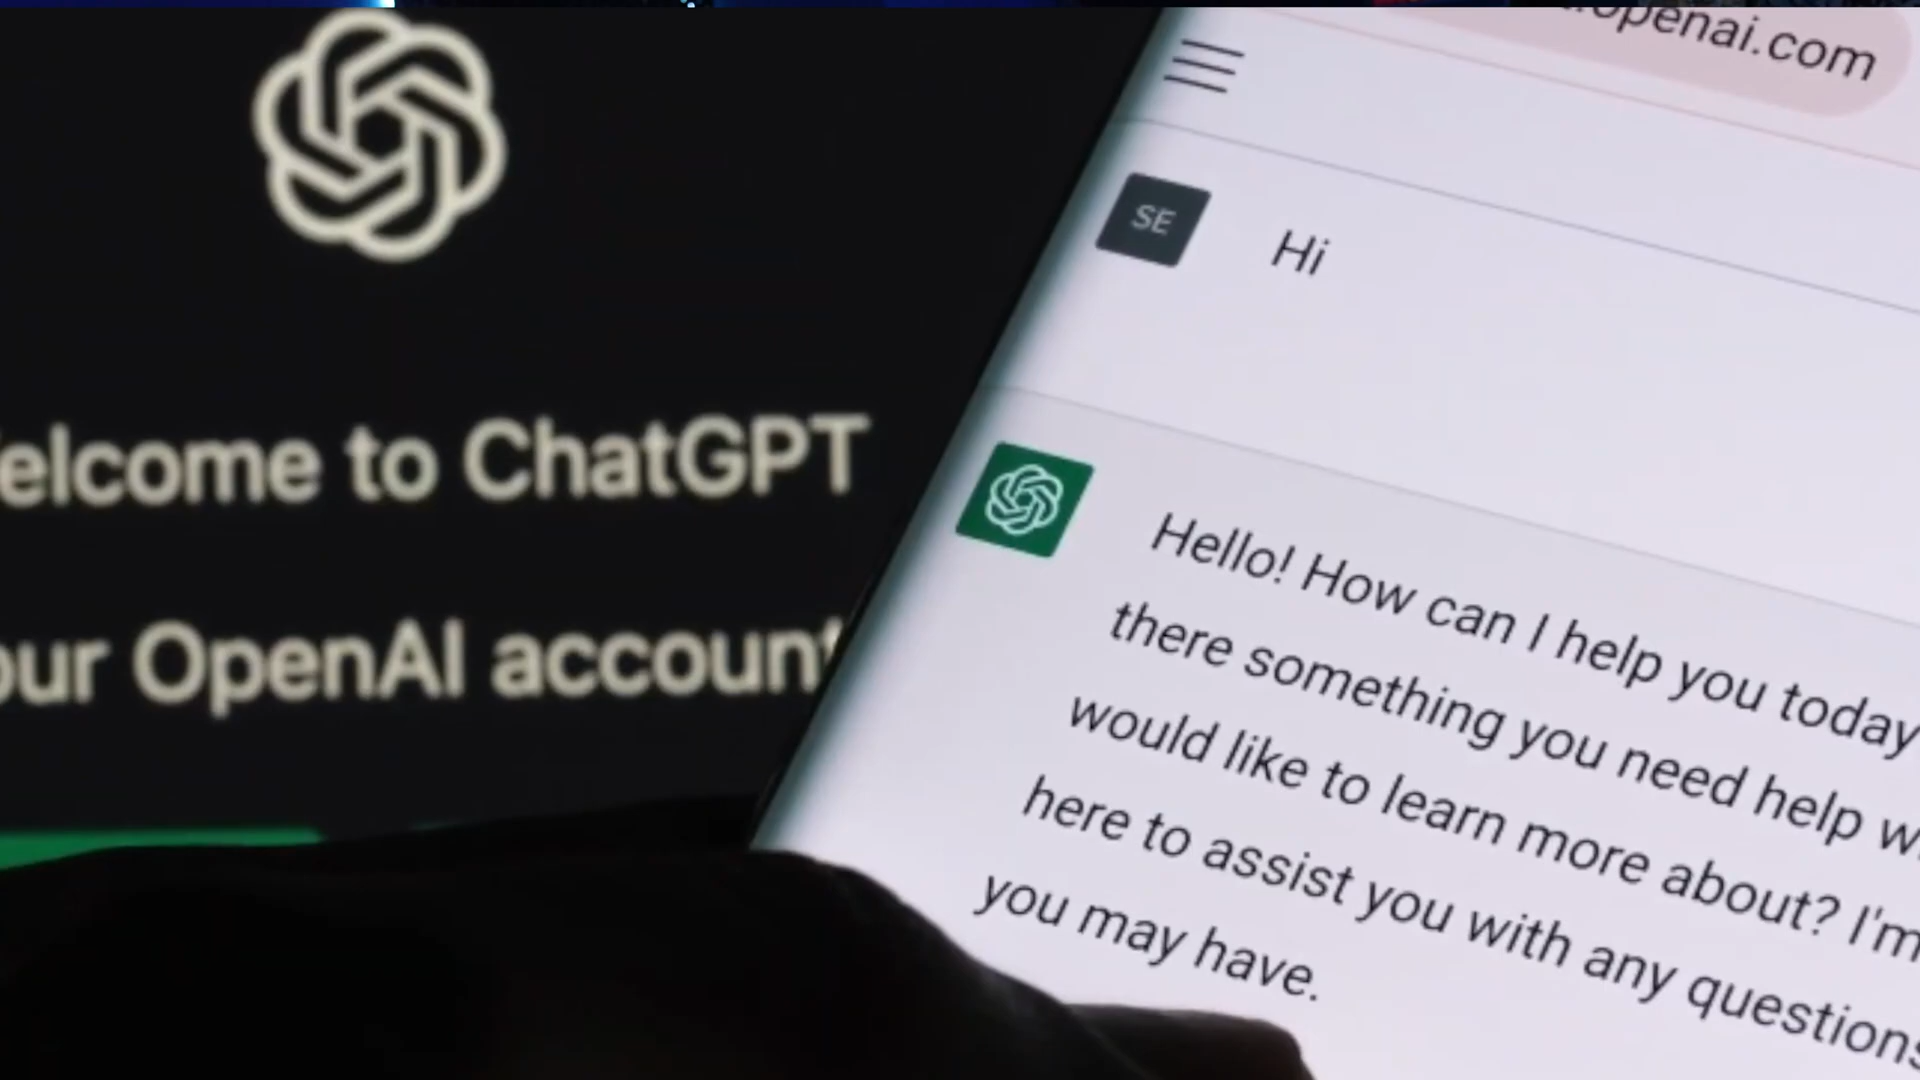 elcome to ChatGPT
our OpenAI account
openai.com
SE
Hi
Hello! How can I help you today
there something you need help
would like to learn more about? I'm
here to assist you with any questions
you may have.